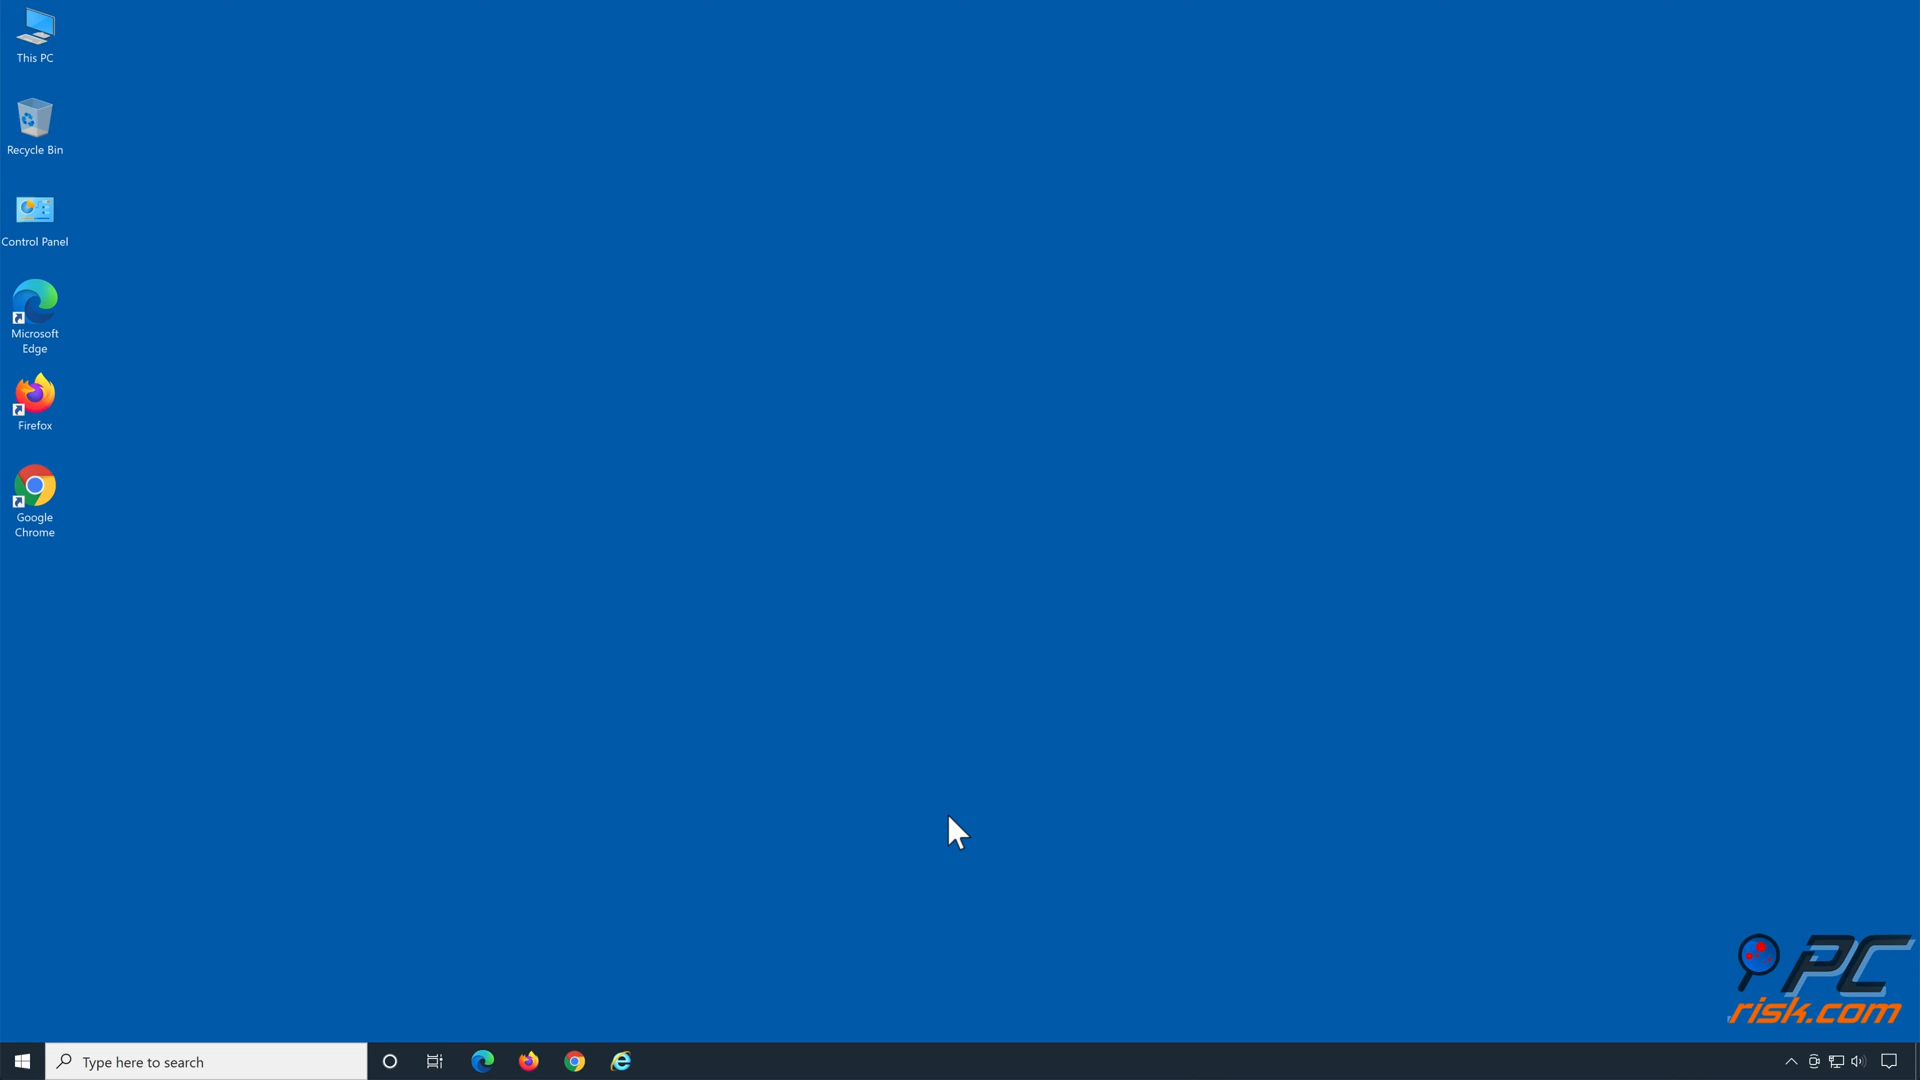 This PC
Recycle Bin
Control Panel
Microsoft
Edge
Firefox
Google
Chrome
PC
risk.com
Type here to search